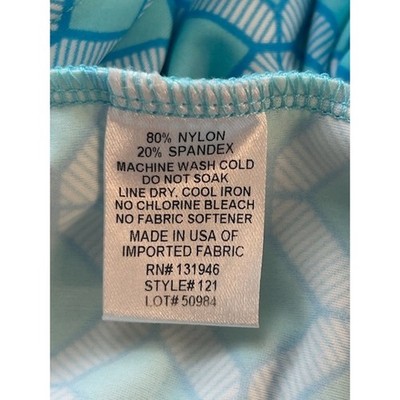 80% NYLON
20% SPANDEX
MACHINE WASH COLD
DO NOT SOAK
LINE DRY, COOL IRON
NO CHLORINE BLEACH
NO FABRIC SOFTENER
MADE IN USA OF
IMPORTED FABRIC
RN# 131946
STYLE# 121
LOT# 50984